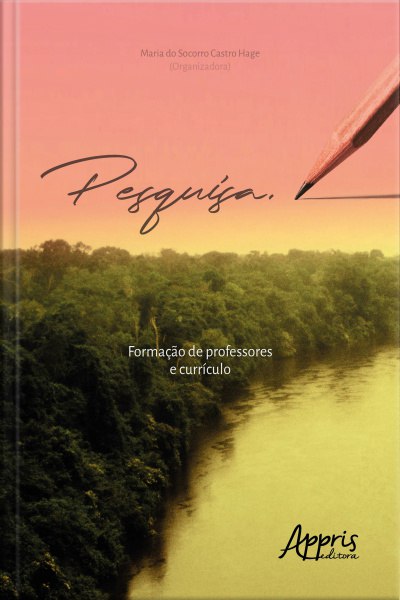 Maria do Socorro Castro Hage
(Organizadora)
Pesquisa.
Formação de professores
e currículo
Appris
editora